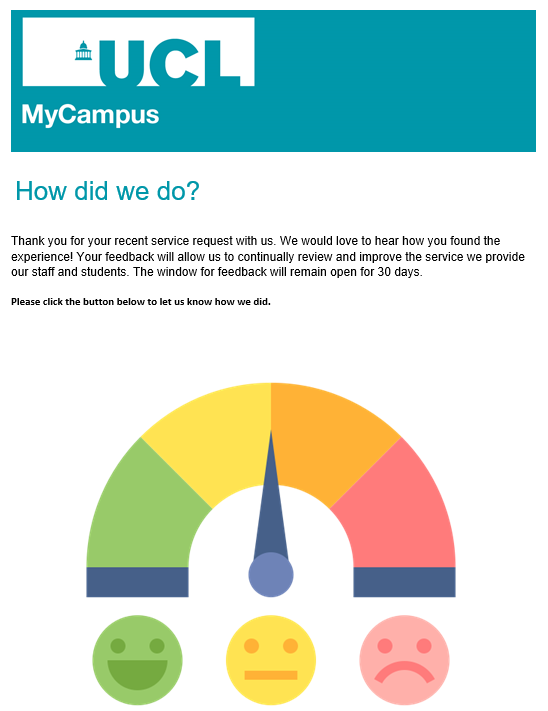 UCL
MyCampus
How did we do?
Thank you for your recent service request with us. We would love to hear how you found the
experience! Your feedback will allow us to continually review and improve the service we provide
our staff and students. The window for feedback will remain open for 30 days.
Please click the button below to let us know how we did.